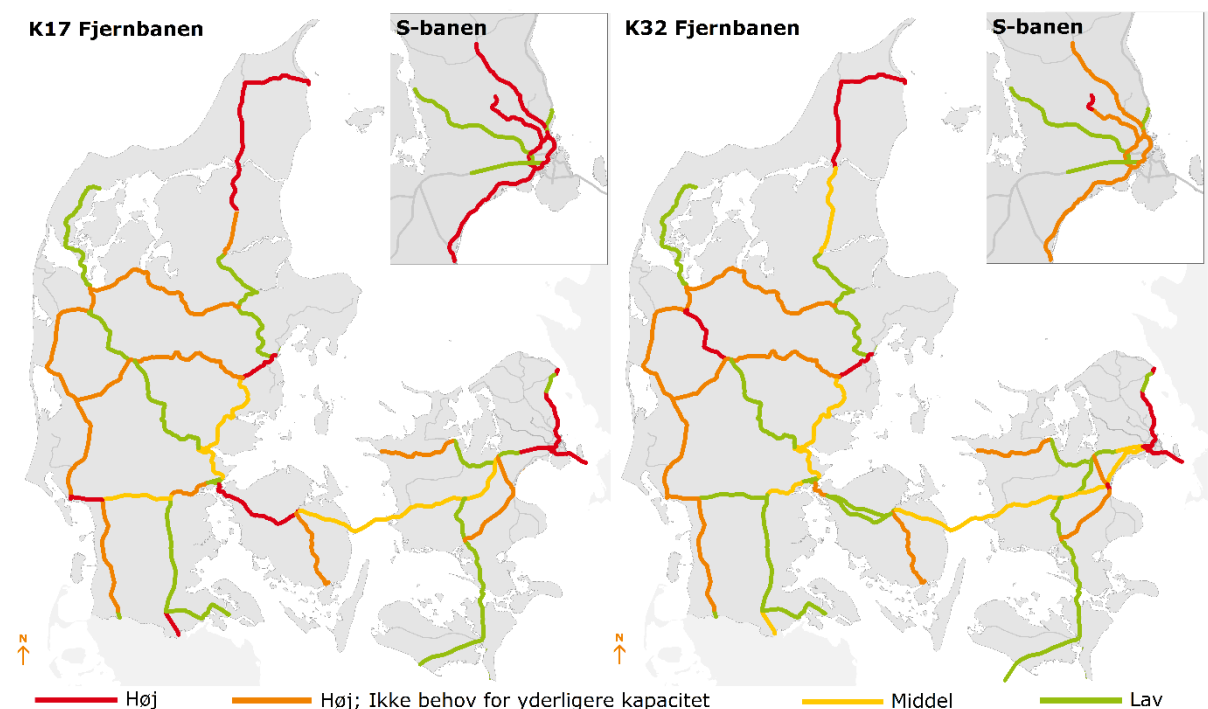 K17 Fjernbanen
S-banen
K32 Fjernbanen
S-banen
N
N
Høj
Høj; Ikke behov for yderligere kapacitet
Middel
Lav